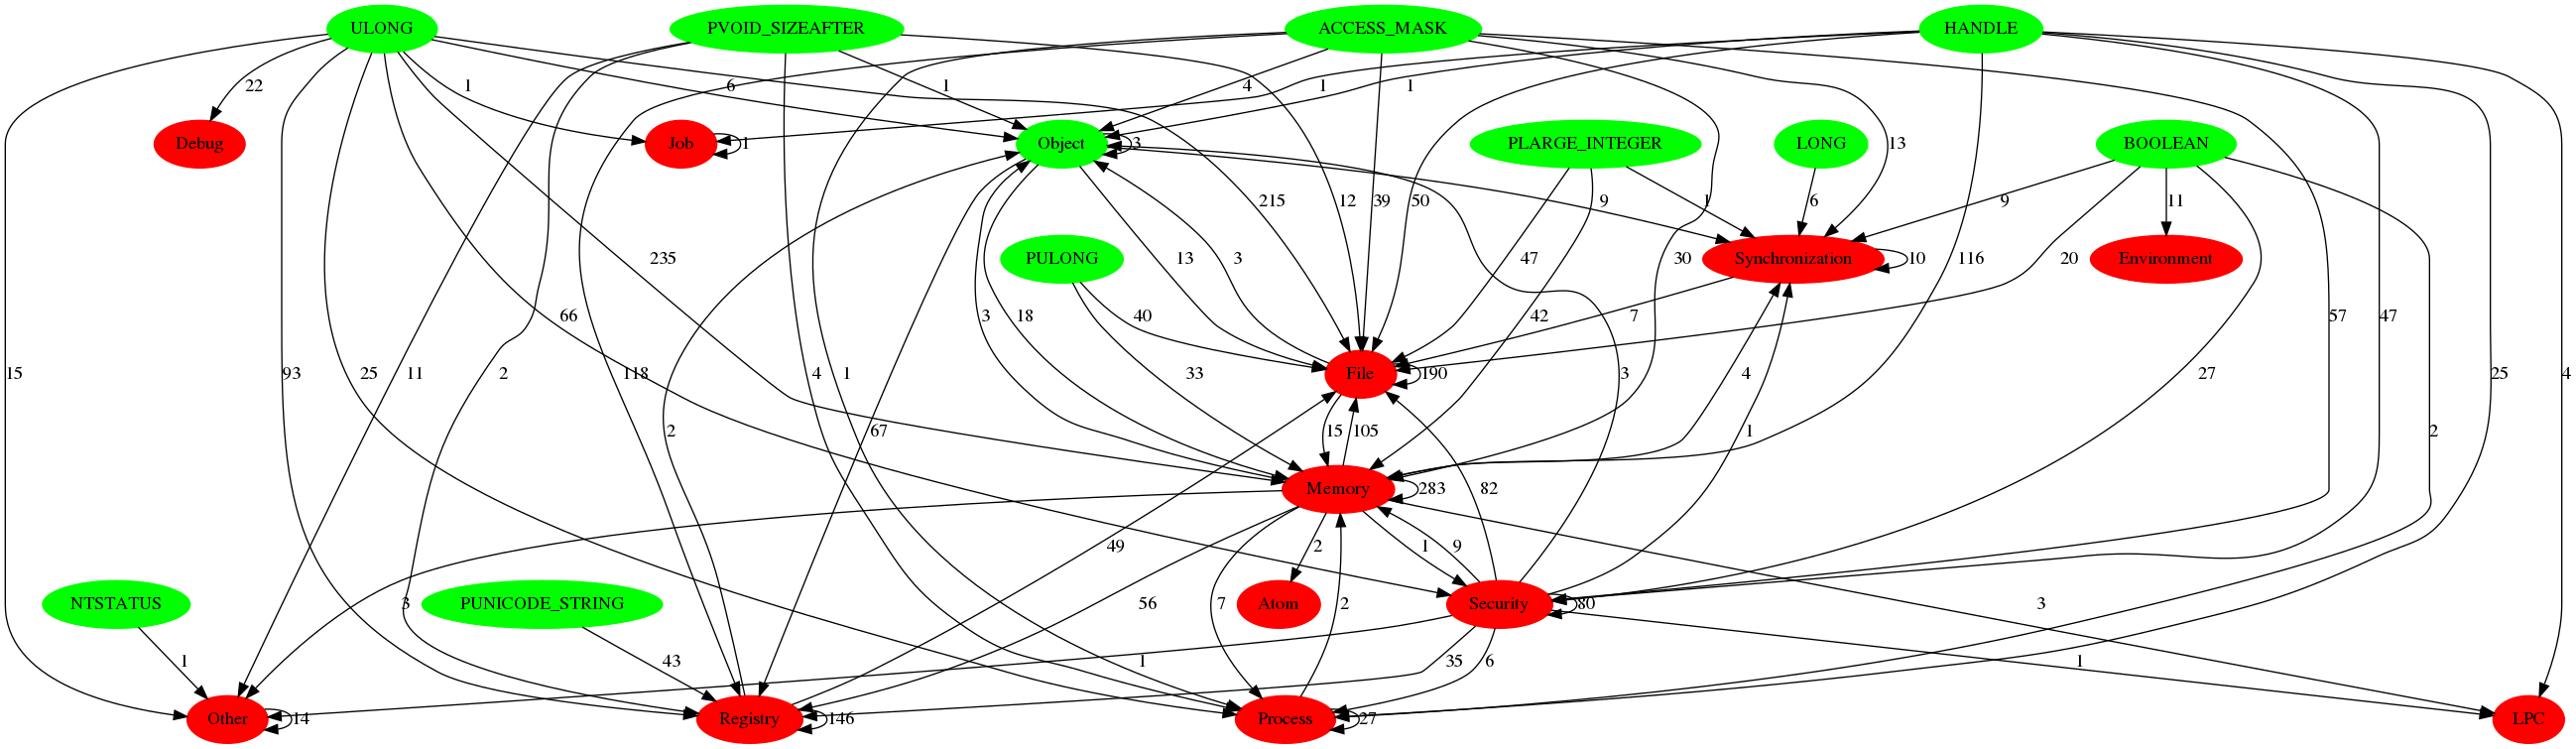 ULONG PVOID_SIZEAFTER ACCESS_MASK HANDLE
22 1 6 1 4 1 1
Debug Job 1 Object 3 PLARGE_INTEGER LONG 13 BOOLEAN
215 12 39 50 9 1 6 9 11
235 PULONG 13 3 47 Synchronization 10 30 116 20 Environment
66 40 42 7 57 47
3 18
15 93 25 11 2 118 4 1 33 File 190 4 3 27 25 4
2 67 15 105 1 2
Memory 283 82
49 2 1 9
NTSTATUS 3 PUNICODE_STRING 56 7 2 Atom Security 80 3
1 43 1 35 6 1
Other 14 Registry 146 Process 27 LPC